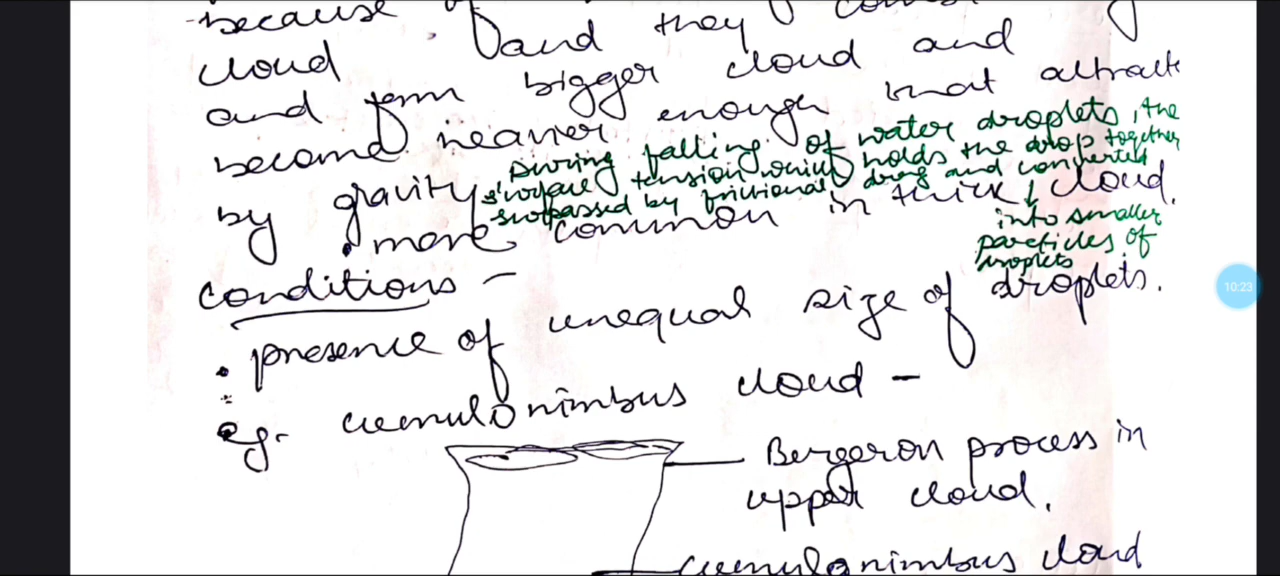 -because of
cloud and they
and form bigger cloud and
become heavier enough that attracts
by gravity
During falling of water droplets, the
surface tension which holds the drop together
surpassed by frictional drag and converted
↓
into smaller
particles of
droplets
• more common in thick cloud.
conditions -
• presence of unequal size of droplets.
eg. cumulonimbus cloud -
Bergeron process in
upper cloud.
cumulonimbus cloud
10:23